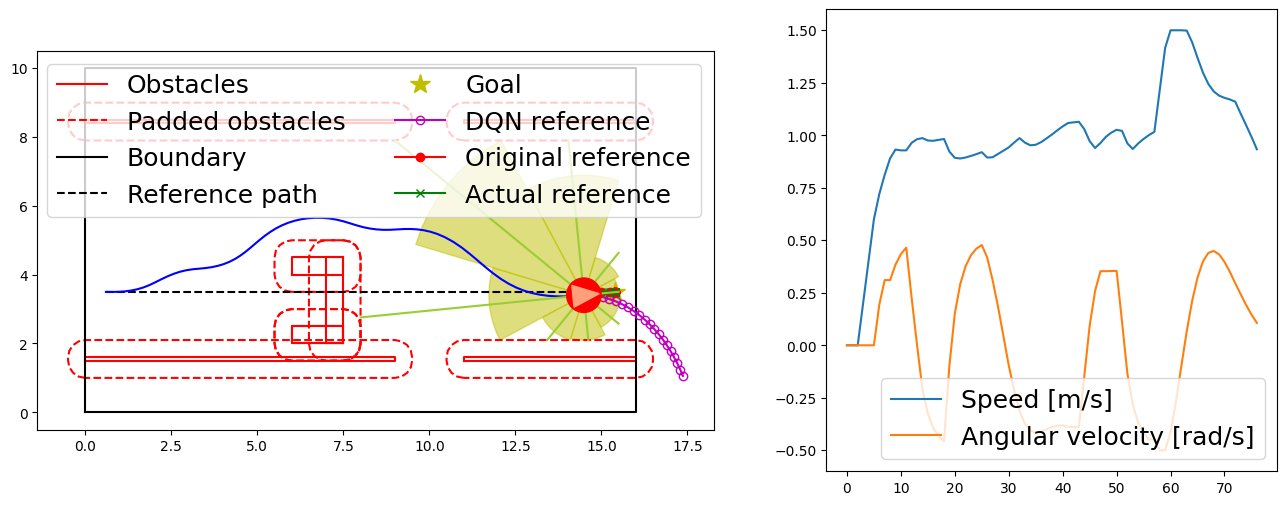 Obstacles
Padded obstacles
Boundary
Reference path
Goal
DQN reference
Original reference
Actual reference
10
8
6
4
2
0
0.0 2.5 5.0 7.5 10.0 12.5 15.0 17.5
1.50
1.25
1.00
0.75
0.50
0.25
0.00
−0.25
−0.50
Speed [m/s]
Angular velocity [rad/s]
0 10 20 30 40 50 60 70